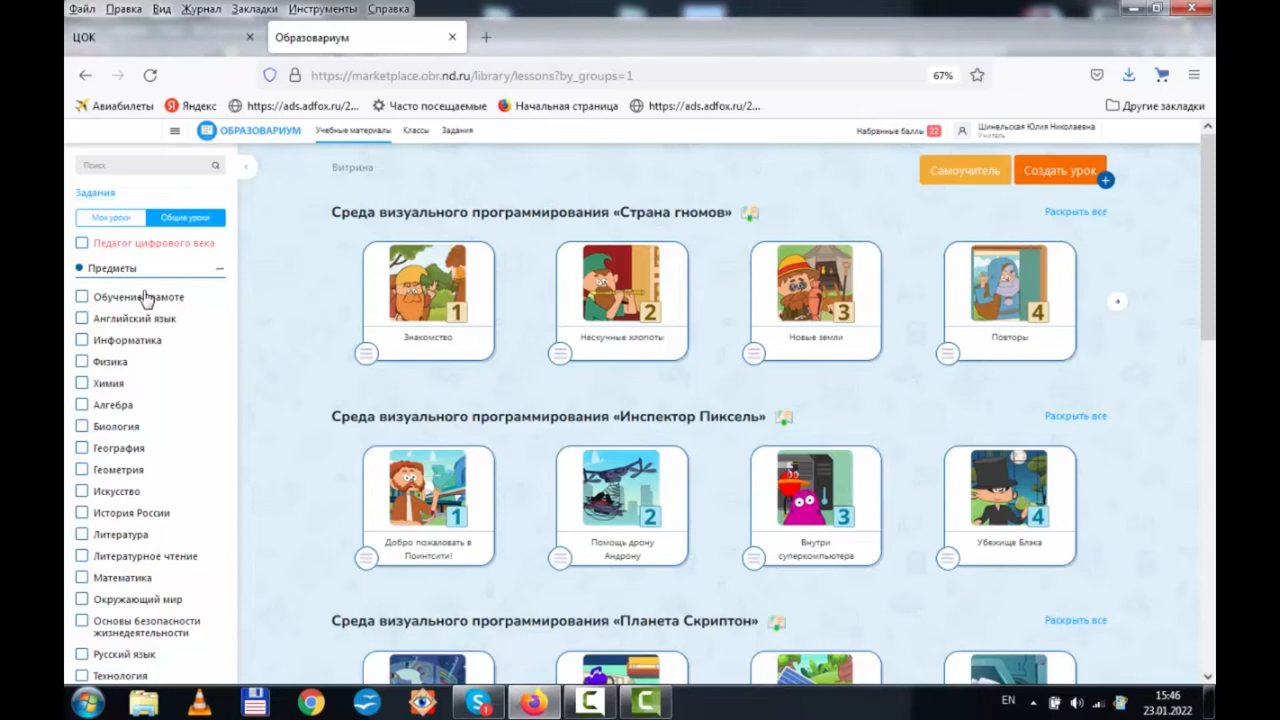 Файл Правка Вид Журнал Закладки Инструменты Справка
ЦОК
Образовариум
https://marketplace.obr.nd.ru/library/lessons?by_groups=1
67%
Авиабилеты Яндекс https://ads.adfox.ru/2... Часто посещаемые Начальная страница https://ads.adfox.ru/2... Другие закладки
ОБРАЗОВАРИУМ Учебные материалы Классы Задания Набранные баллы 22 Шинельская Юлия Николаевна
Учитель
Поиск
Витрина
Самоучитель
Создать урок
Задания
Мои уроки Общие уроки
Педагог цифрового века
Предметы
Обучение грамоте
Английский язык
Информатика
Физика
Химия
Алгебра
Биология
География
Геометрия
Искусство
История России
Литература
Литературное чтение
Математика
Окружающий мир
Основы безопасности
жизнедеятельности
Русский язык
Технология
Среда визуального программирования «Страна гномов»
Раскрыть все
1 2 3 4
Знакомство Нескучные хлопоты Новые земли Повторы
Среда визуального программирования «Инспектор Пиксель»
Раскрыть все
1 2 3 4
Добро пожаловать в
Поинтсити!
Помощь дрону
Андрону
Внутри
суперкомпьютера
Убежище Блэка
Среда визуального программирования «Планета Скриптон»
Раскрыть все
EN
15:46
23.01.2022